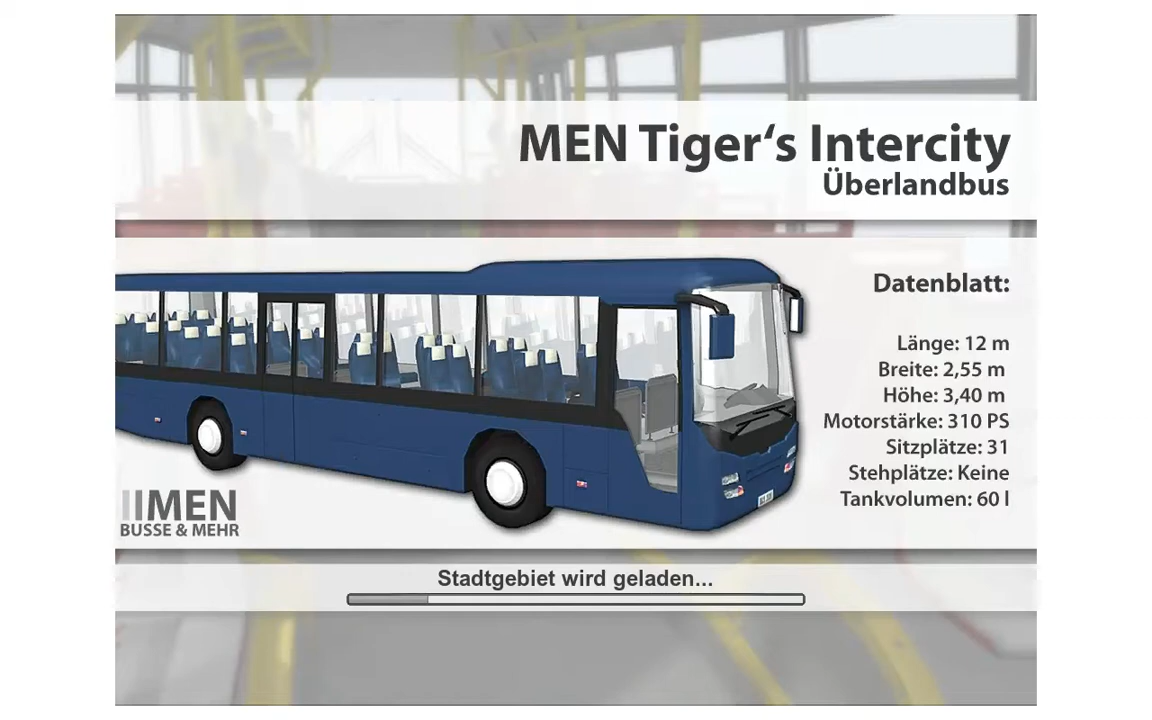 MEN Tiger‘s Intercity
Überlandbus
Datenblatt:
Länge: 12 m
Breite: 2,55 m
Höhe: 3,40 m
Motorstärke: 310 PS
Sitzplätze: 31
Stehplätze: Keine
Tankvolumen: 60 l
MEN
BUSSE & MEHR
Stadtgebiet wird geladen...